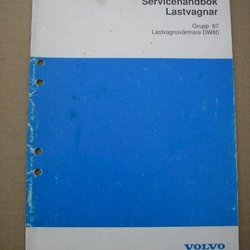 Servicehandbok
Lastvagnar
Grupp: 87
Lastvagnsvärmare DW80
VOLVO